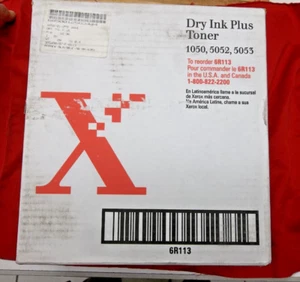 Dry Ink Plus
Toner
1050, 5052, 5053
To reorder 6R113
Pour commander le 6R113
in the U.S.A. and Canada
1-800-822-2200
En Latinoamérica llame a la sucursal
de Xerox más cercana.
Na América Latina, chame a sua
Xerox local.
X
6R113